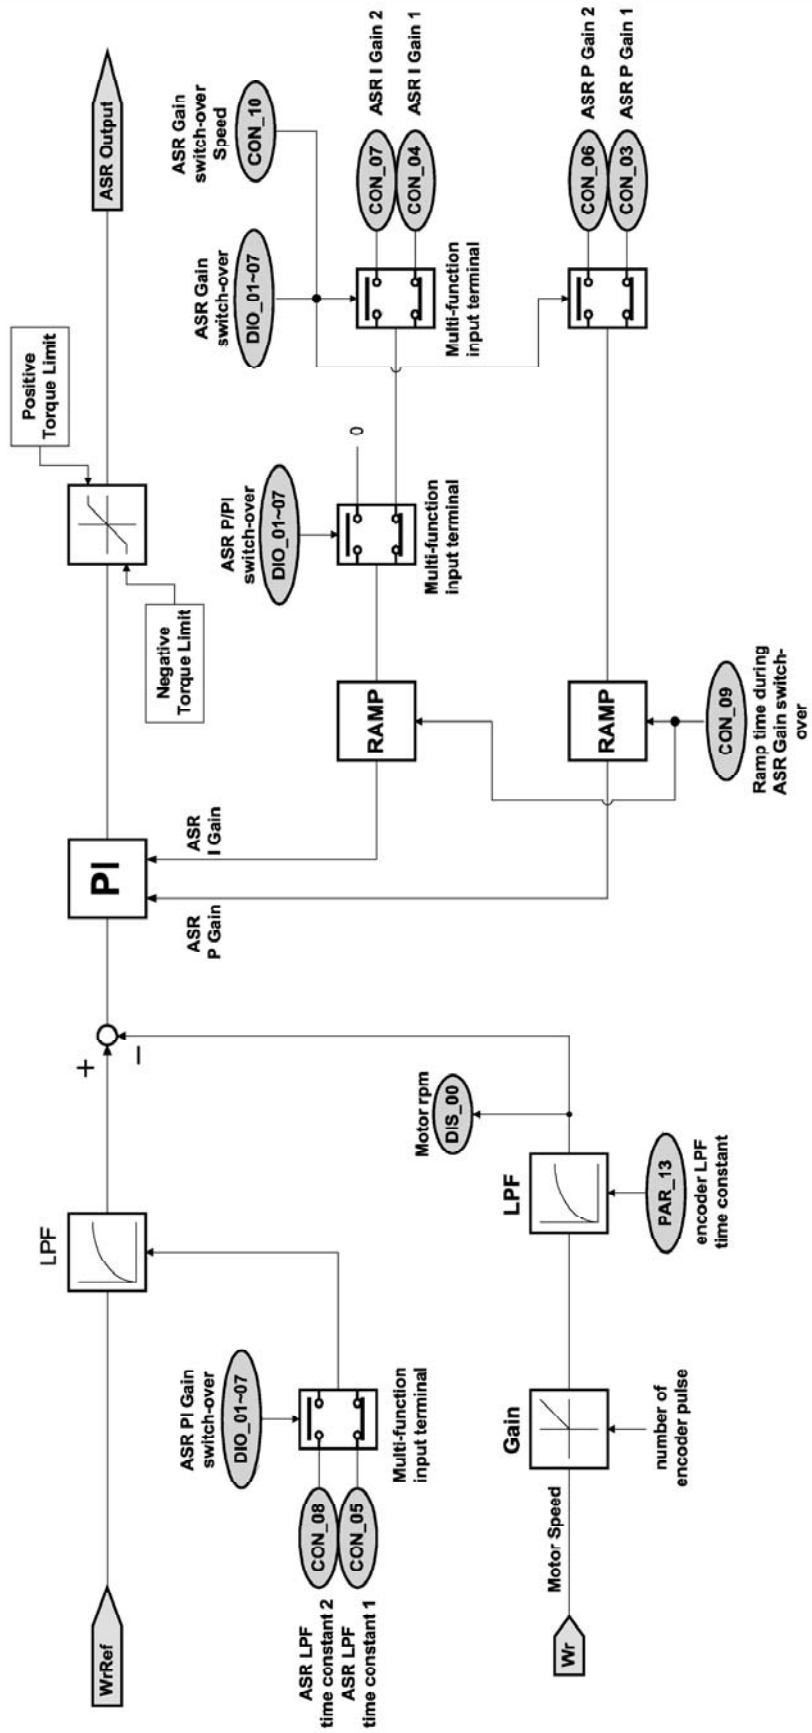 WrRef
LPF
+
−
PI
Positive
Torque Limit
Negative
Torque Limit
ASR Output
ASR PI Gain
switch-over
DIO_01~07
CON_08
CON_05
ASR LPF
time constant 2
ASR LPF
time constant 1
Multi-function
input terminal
ASR
P Gain
ASR
I Gain
RAMP
ASR P/PI
switch-over
DIO_01~07
0
Multi-function
input terminal
ASR Gain
switch-over
DIO_01~07
ASR Gain
switch-over
Speed
CON_10
CON_07
CON_04
ASR I Gain 2
ASR I Gain 1
Multi-function
input terminal
Wr
Motor Speed
Gain
number of
encoder pulse
LPF
PAR_13
encoder LPF
time constant
Motor rpm
DIS_00
RAMP
CON_09
Ramp time during
ASR Gain switch-
over
CON_06
CON_03
ASR P Gain 2
ASR P Gain 1